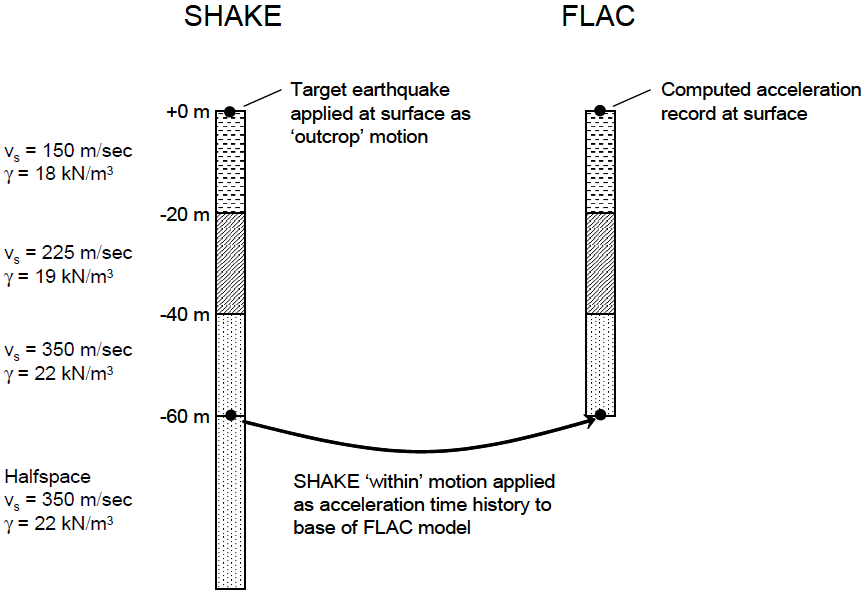 SHAKE
FLAC
Target earthquake
applied at surface as
‘outcrop’ motion
Computed acceleration
record at surface
+0 m
vs = 150 m/sec
γ = 18 kN/m³
-20 m
vs = 225 m/sec
γ = 19 kN/m³
-40 m
vs = 350 m/sec
γ = 22 kN/m³
-60 m
Halfspace
vs = 350 m/sec
γ = 22 kN/m³
SHAKE ‘within’ motion applied
as acceleration time history to
base of FLAC model